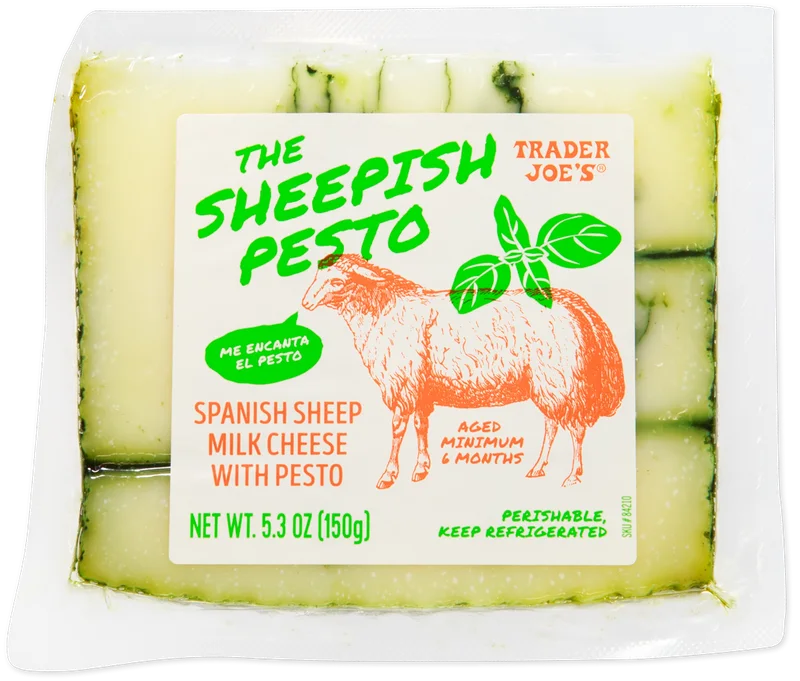 THE
SHEEPISH
PESTO
TRADER
JOE'S®
ME ENCANTA
EL PESTO
SPANISH SHEEP
MILK CHEESE
WITH PESTO
AGED
MINIMUM
6 MONTHS
NET WT. 5.3 OZ (150g)
PERISHABLE,
KEEP REFRIGERATED
SKU# 84210